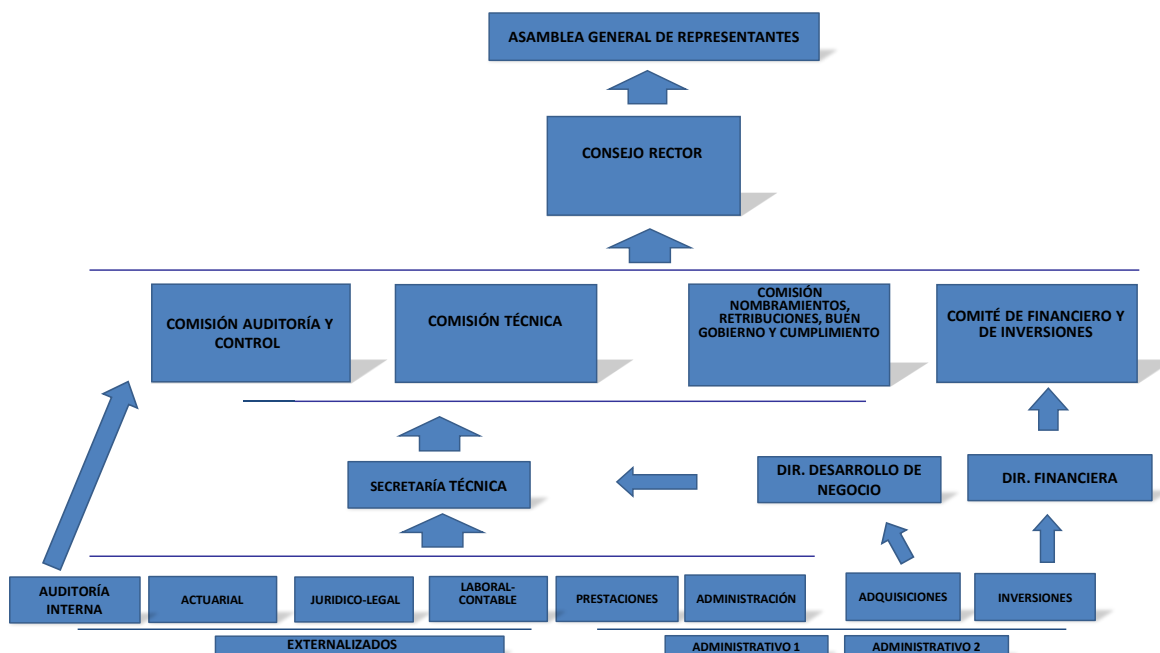 ASAMBLEA GENERAL DE REPRESENTANTES
CONSEJO RECTOR
COMISIÓN AUDITORÍA Y
CONTROL
COMISIÓN TÉCNICA
COMISIÓN
NOMBRAMIENTOS,
RETRIBUCIONES, BUEN
GOBIERNO Y CUMPLIMIENTO
COMITÉ DE FINANCIERO Y
DE INVERSIONES
SECRETARÍA TÉCNICA
DIR. DESARROLLO DE
NEGOCIO
DIR. FINANCIERA
AUDITORÍA
INTERNA
ACTUARIAL
JURIDICO-LEGAL
LABORAL-
CONTABLE
PRESTACIONES
ADMINISTRACIÓN
ADQUISICIONES
INVERSIONES
EXTERNALIZADOS
ADMINISTRATIVO 1
ADMINISTRATIVO 2